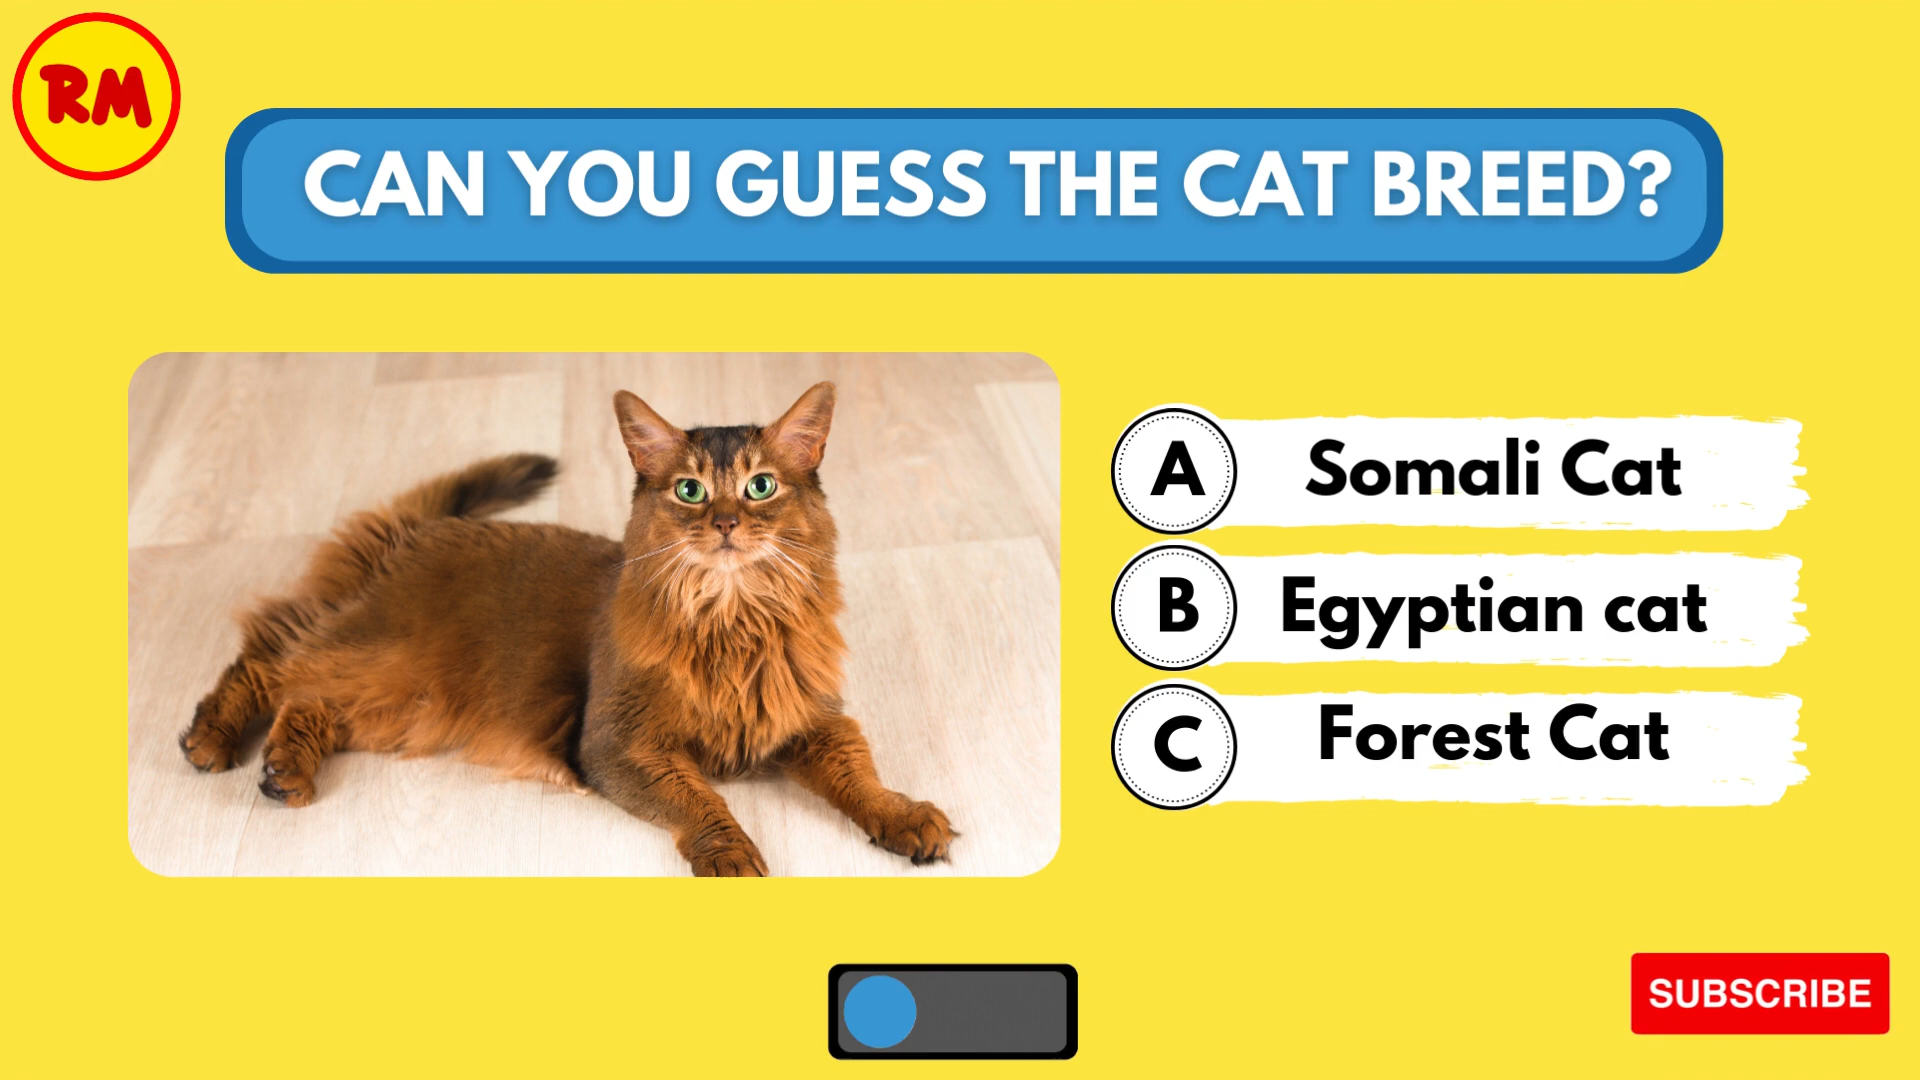 RM
CAN YOU GUESS THE CAT BREED?
A Somali Cat
B Egyptian cat
C Forest Cat
SUBSCRIBE